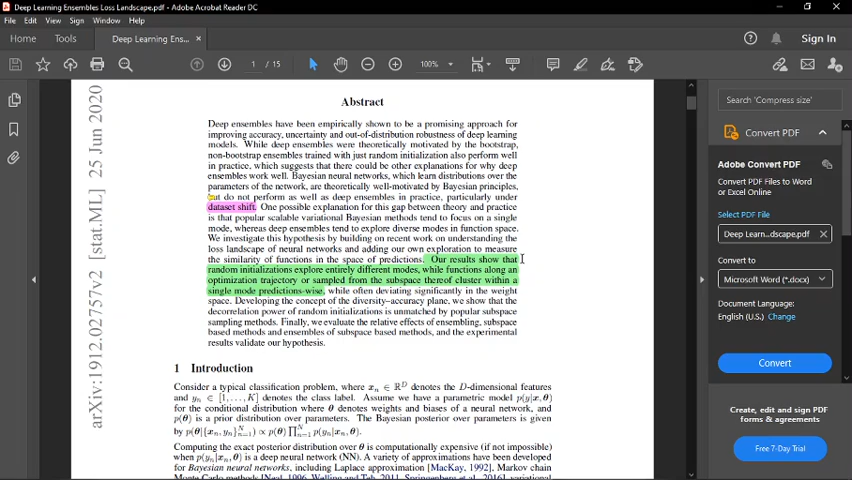 Deep Learning Ensembles Loss Landscape.pdf - Adobe Acrobat Reader DC
File Edit View Sign Window Help
Home Tools Deep Learning Ens... × Sign In
1 / 15 100%
arXiv:1912.02757v2 [stat.ML] 25 Jun 2020
Abstract
Deep ensembles have been empirically shown to be a promising approach for
improving accuracy, uncertainty and out-of-distribution robustness of deep learning
models. While deep ensembles were theoretically motivated by the bootstrap,
non-bootstrap ensembles trained with just random initialization also perform well
in practice, which suggests that there could be other explanations for why deep
ensembles work well. Bayesian neural networks, which learn distributions over the
parameters of the network, are theoretically well-motivated by Bayesian principles,
but do not perform as well as deep ensembles in practice, particularly under
dataset shift. One possible explanation for this gap between theory and practice
is that popular scalable variational Bayesian methods tend to focus on a single
mode, whereas deep ensembles tend to explore diverse modes in function space.
We investigate this hypothesis by building on recent work on understanding the
loss landscape of neural networks and adding our own exploration to measure
the similarity of functions in the space of predictions. Our results show that
random initializations explore entirely different modes, while functions along an
optimization trajectory or sampled from the subspace thereof cluster within a
single mode predictions-wise, while often deviating significantly in the weight
space. Developing the concept of the diversity–accuracy plane, we show that the
decorrelation power of random initializations is unmatched by popular subspace
sampling methods. Finally, we evaluate the relative effects of ensembling, subspace
based methods and ensembles of subspace based methods, and the experimental
results validate our hypothesis.
1 Introduction
Consider a typical classification problem, where xₙ ∈ ℝᴰ denotes the D-dimensional features
and yₙ ∈ [1, . . . , K] denotes the class label. Assume we have a parametric model p(y|x, θ)
for the conditional distribution where θ denotes weights and biases of a neural network, and
p(θ) is a prior distribution over parameters. The Bayesian posterior over parameters is given
by p(θ|{xₙ, yₙ}ᴺₙ₌₁) ∝ p(θ) ∏ᴺₙ₌₁ p(yₙ|xₙ, θ).
Computing the exact posterior distribution over θ is computationally expensive (if not impossible)
when p(yₙ|xₙ, θ) is a deep neural network (NN). A variety of approximations have been developed
for Bayesian neural networks, including Laplace approximation [MacKay, 1992], Markov chain
Monte Carlo methods [Neal, 1996, Welling and Teh, 2011, Springenberg et al., 2016], variational
Search 'Compress size'
Convert PDF
Adobe Convert PDF
Convert PDFs to Word
or Excel Online
Select PDF File
Deep Learn...dscape.pdf
Convert to
Microsoft Word (*.docx)
Document Language:
English (U.S.) Change
Convert
Create, edit and sign PDF
forms & agreements
Free 7-Day Trial